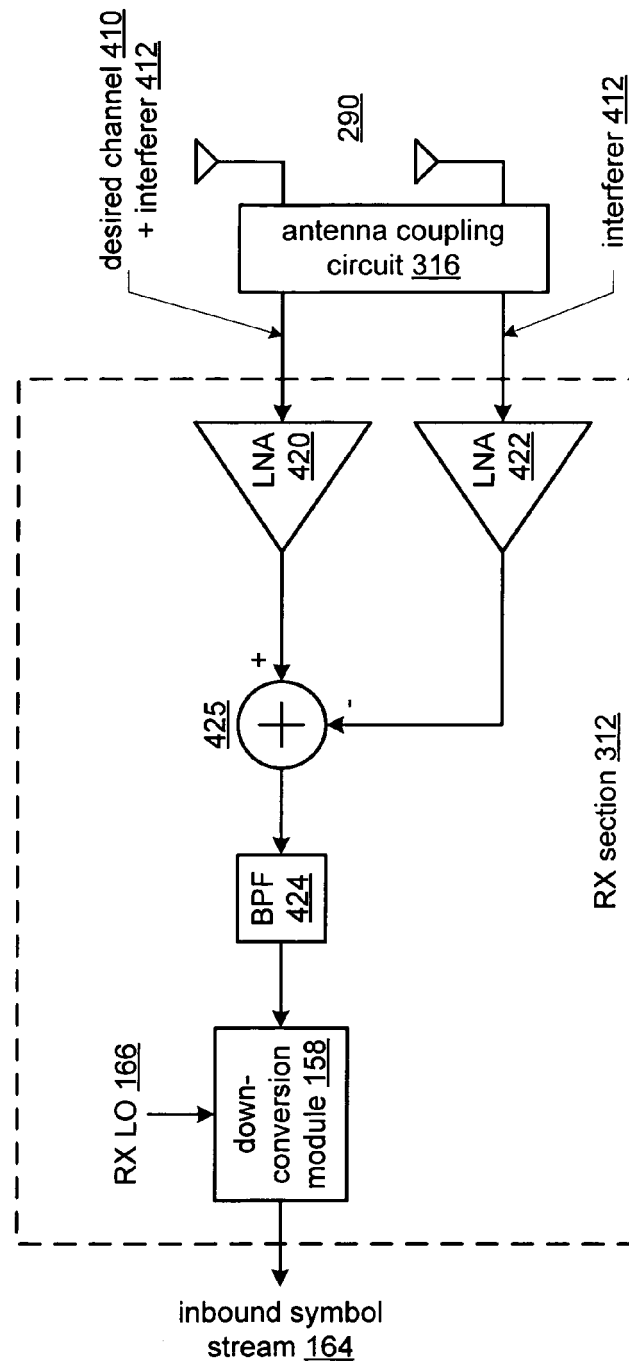 desired channel 410
+ interferer 412
290
antenna coupling
circuit 316
interferer 412
LNA
420
LNA
422
+
-
425
BPF
424
RX LO 166
down-
conversion
module 158
RX section 312
inbound symbol
stream 164